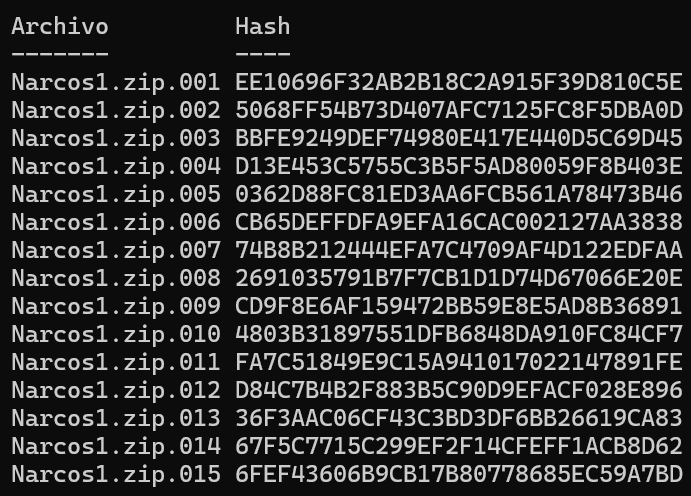 Archivo Hash
------- ----
Narcos1.zip.001 EE10696F32AB2B18C2A915F39D810C5E
Narcos1.zip.002 5068FF54B73D407AFC7125FC8F5DBA0D
Narcos1.zip.003 BBFE9249DEF74980E417E440D5C69D45
Narcos1.zip.004 D13E453C5755C3B5F5AD80059F8B403E
Narcos1.zip.005 0362D88FC81ED3AA6FCB561A78473B46
Narcos1.zip.006 CB65DEFFDFA9EFA16CAC002127AA3838
Narcos1.zip.007 74B8B212444EFA7C4709AF4D122EDFAA
Narcos1.zip.008 2691035791B7F7CB1D1D74D67066E20E
Narcos1.zip.009 CD9F8E6AF159472BB59E8E5AD8B36891
Narcos1.zip.010 4803B31897551DFB6848DA910FC84CF7
Narcos1.zip.011 FA7C51849E9C15A941017022147891FE
Narcos1.zip.012 D84C7B4B2F883B5C90D9EFACF028E896
Narcos1.zip.013 36F3AAC06CF43C3BD3DF6BB26619CA83
Narcos1.zip.014 67F5C7715C299EF2F14CFEFF1ACB8D62
Narcos1.zip.015 6FEF43606B9CB17B80778685EC59A7BD